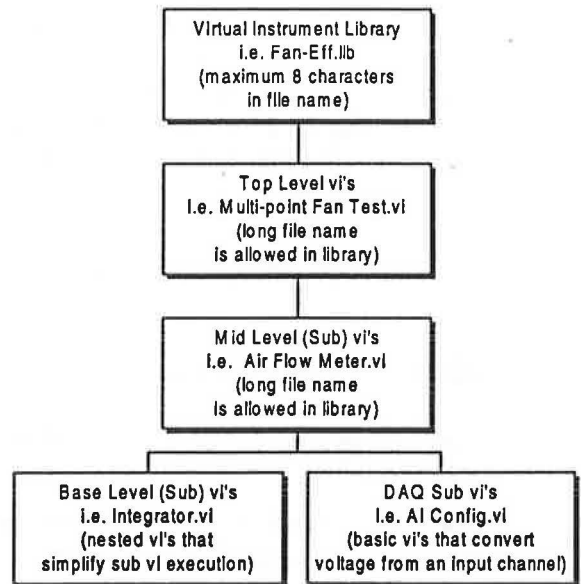 Virtual Instrument Library
i.e. Fan-Eff.lib
(maximum 8 characters
in file name)
Top Level vi's
i.e. Multi-point Fan Test.vi
(long file name
is allowed in library)
Mid Level (Sub) vi's
i.e. Air Flow Meter.vi
(long file name
is allowed in library)
Base Level (Sub) vi's
i.e. Integrator.vi
(nested vi's that
simplify sub vi execution)
DAQ Sub vi's
i.e. AI Config.vi
(basic vi's that convert
voltage from an input channel)